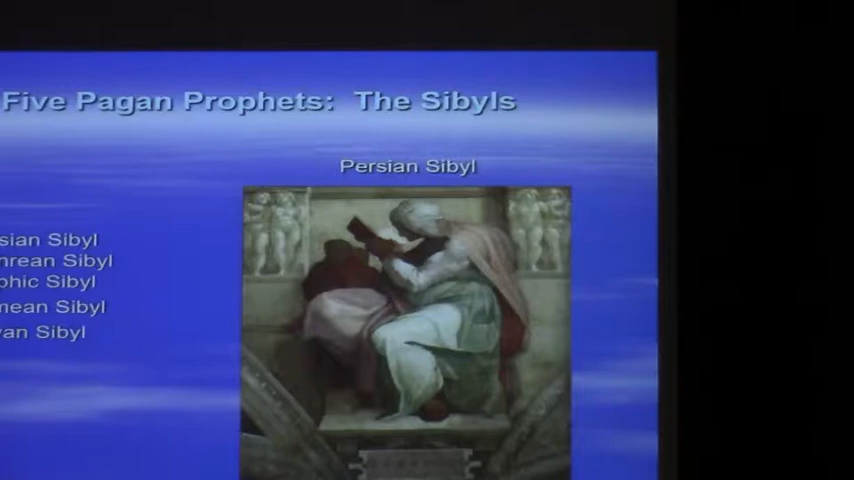 Five Pagan Prophets: The Sibyls
Persian Sibyl
sian Sibyl
hrean Sibyl
phic Sibyl
mean Sibyl
yan Sibyl